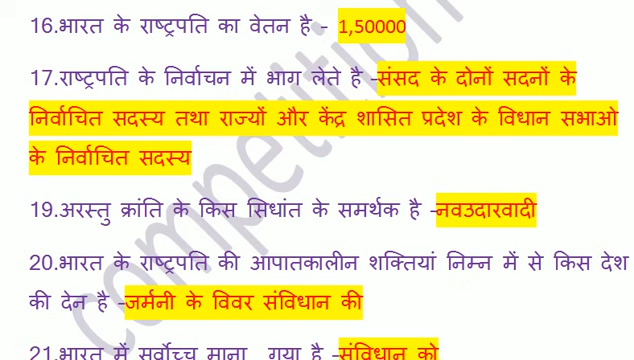 16.भारत के राष्ट्रपति का वेतन है - 1,50000
17.राष्ट्रपति के निर्वाचन में भाग लेते है -संसद के दोनों सदनों के
निर्वाचित सदस्य तथा राज्यों और केंद्र शासित प्रदेश के विधान सभाओ
के निर्वाचित सदस्य
19.अरस्तु क्रांति के किस सिधांत के समर्थक है -नवउदारवादी
20.भारत के राष्ट्रपति की आपातकालीन शक्तियां निम्न में से किस देश
की देन है -जर्मनी के विवर संविधान की
21.भारत में सर्वोच्च माना गया है -संविधान को
competition